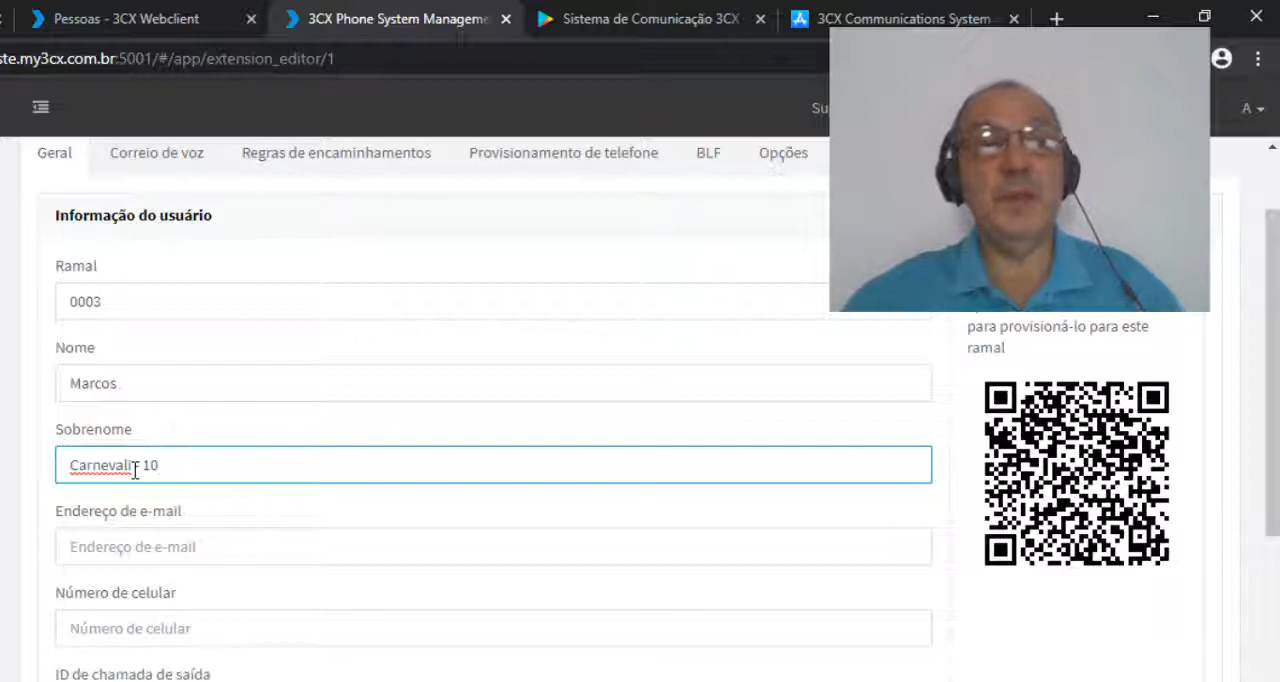 Pessoas - 3CX Webclient
3CX Phone System Manageme
Sistema de Comunicação 3CX
3CX Communications System
ste.my3cx.com.br:5001/#/app/extension_editor/1
Su
A
Geral
Correio de voz
Regras de encaminhamentos
Provisionamento de telefone
BLF
Opções
Informação do usuário
Ramal
0003
para provisioná-lo para este
ramal
Nome
Marcos
Sobrenome
Carnevali 10
Endereço de e-mail
Endereço de e-mail
Número de celular
Número de celular
ID de chamada de saída